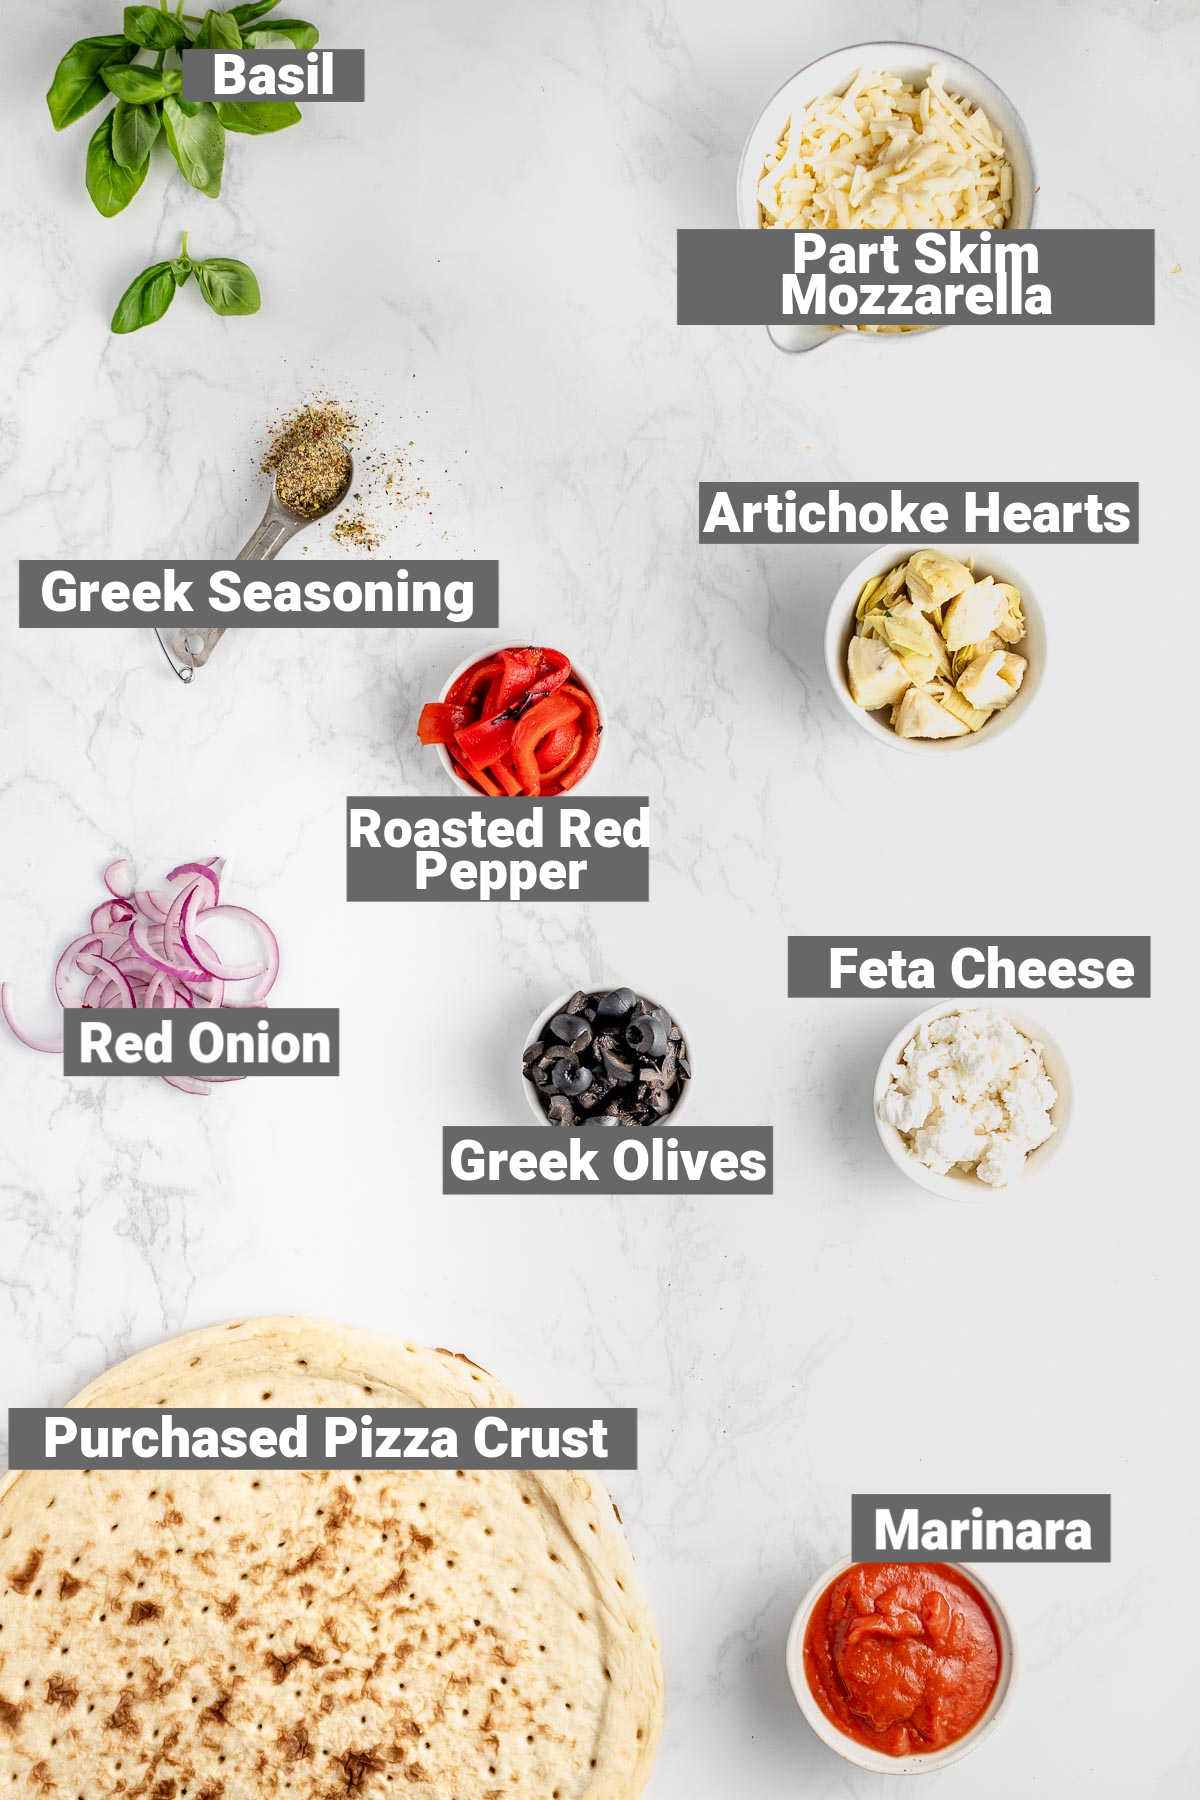 Basil
Part Skim
Mozzarella
Artichoke Hearts
Greek Seasoning
Roasted Red
Pepper
Feta Cheese
Red Onion
Greek Olives
Purchased Pizza Crust
Marinara